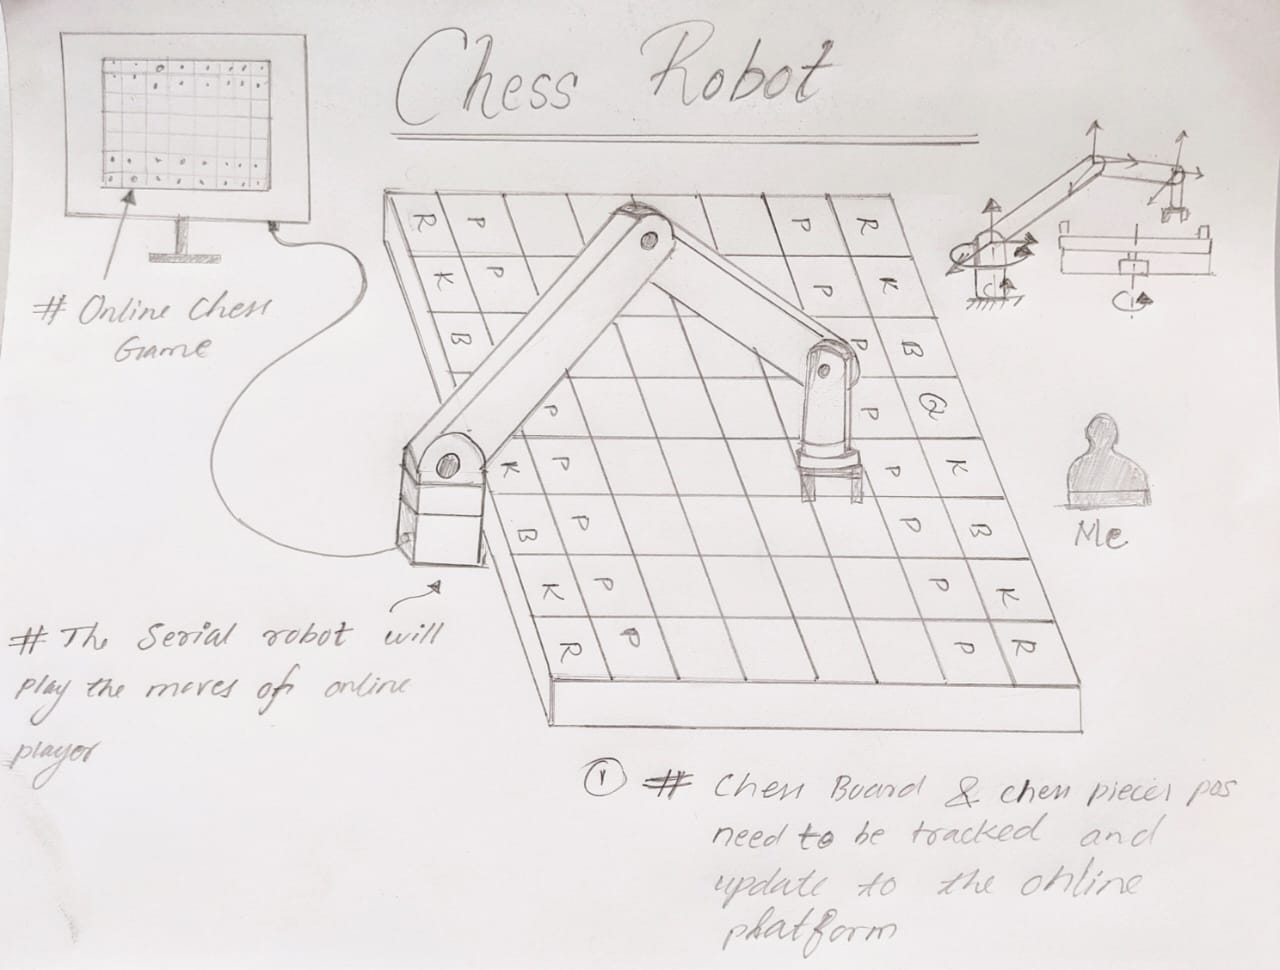 Chess Robot
# Online Chess
Game
R P P R
K P P K
B P B
P P Q
K P P K
B P P B
K P P K
R P P R
Me
# The Serial robot will
play the moves of online
player
① # Chess Board & chess pieces pos
need to be tracked and
update to the online
platform